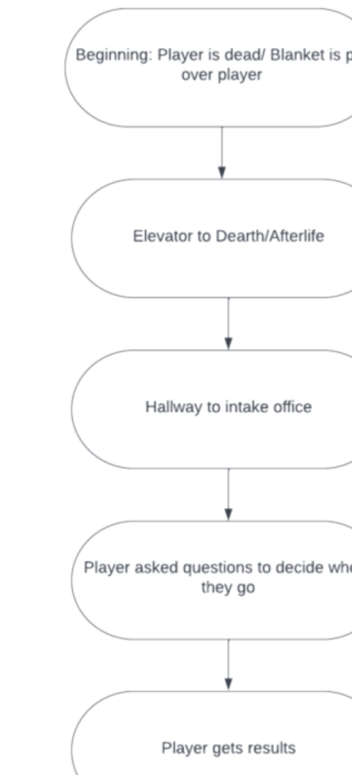 Beginning: Player is dead/ Blanket is
over player
Elevator to Dearth/Afterlife
Hallway to intake office
Player asked questions to decide
they go
Player gets results